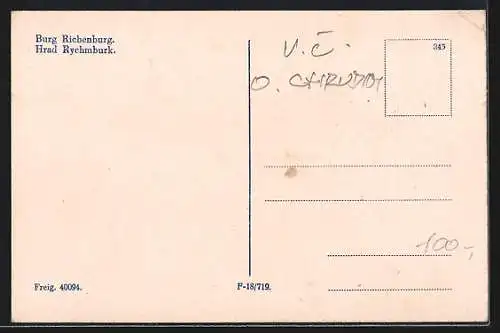 Burg Richenburg.
Hrad Rychmburk.
345
V. Č.
O. CHRUDIM
100-,
Freig. 40094.
F-18/719.